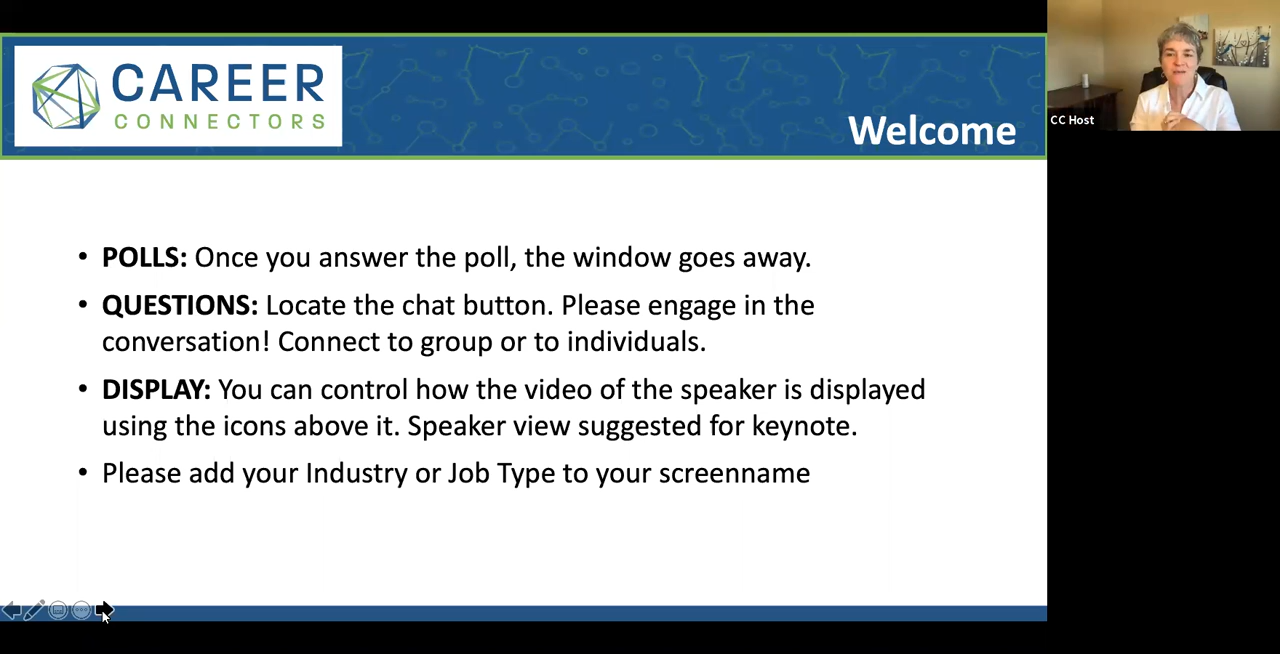 CAREER
CONNECTORS
Welcome
CC Host
• POLLS: Once you answer the poll, the window goes away.
• QUESTIONS: Locate the chat button. Please engage in the
conversation! Connect to group or to individuals.
• DISPLAY: You can control how the video of the speaker is displayed
using the icons above it. Speaker view suggested for keynote.
• Please add your Industry or Job Type to your screenname